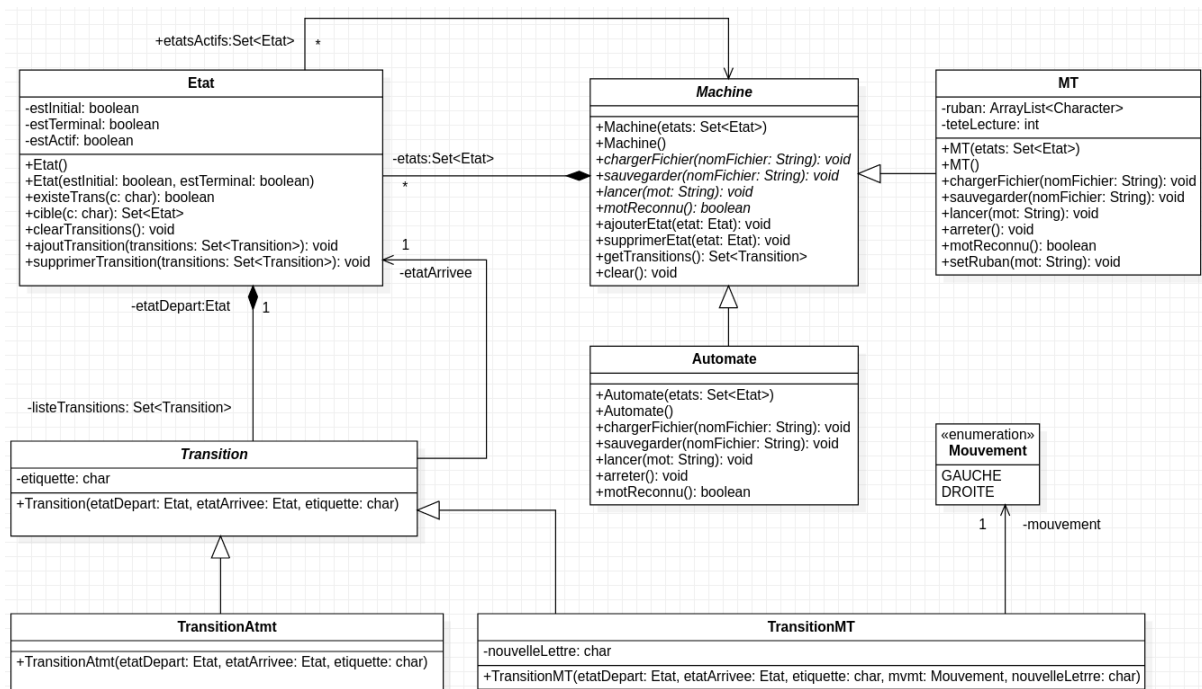 +etatsActifs:Set<Etat>
*
Etat
-estInitial: boolean
-estTerminal: boolean
-estActif: boolean
+Etat()
+Etat(estInitial: boolean, estTerminal: boolean)
+existeTrans(c: char): boolean
+cible(c: char): Set<Etat>
+clearTransitions(): void
+ajoutTransition(transitions: Set<Transition>): void
+supprimerTransition(transitions: Set<Transition>): void
-etats:Set<Etat>
*
Machine
+Machine(etats: Set<Etat>)
+Machine()
+chargerFichier(nomFichier: String): void
+sauvegarder(nomFichier: String): void
+lancer(mot: String): void
+motReconnu(): boolean
+ajouterEtat(etat: Etat): void
+supprimerEtat(etat: Etat): void
+getTransitions(): Set<Transition>
+clear(): void
MT
-ruban: ArrayList<Character>
-teteLecture: int
+MT(etats: Set<Etat>)
+MT()
+chargerFichier(nomFichier: String): void
+sauvegarder(nomFichier: String): void
+lancer(mot: String): void
+arreter(): void
+motReconnu(): boolean
+setRuban(mot: String): void
1
-etatArrivee
-etatDepart:Etat
1
-listeTransitions: Set<Transition>
Automate
+Automate(etats: Set<Etat>)
+Automate()
+chargerFichier(nomFichier: String): void
+sauvegarder(nomFichier: String): void
+lancer(mot: String): void
+arreter(): void
+motReconnu(): boolean
Transition
-etiquette: char
+Transition(etatDepart: Etat, etatArrivee: Etat, etiquette: char)
«enumeration»
Mouvement
GAUCHE
DROITE
1
-mouvement
TransitionAtmt
+TransitionAtmt(etatDepart: Etat, etatArrivee: Etat, etiquette: char)
TransitionMT
-nouvelleLettre: char
+TransitionMT(etatDepart: Etat, etatArrivee: Etat, etiquette: char, mvmt: Mouvement, nouvelleLetrre: char)